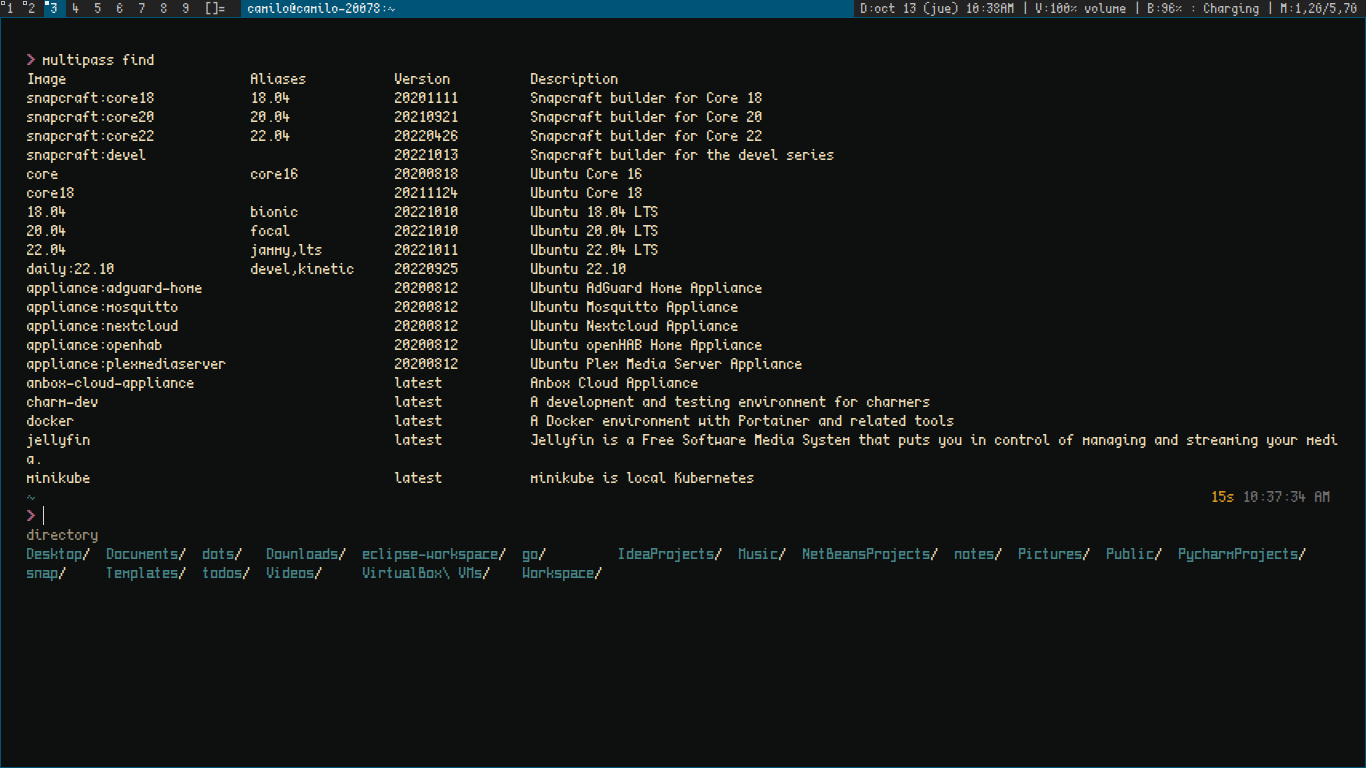 1 2 3 4 5 6 7 8 9 []= camilo@camilo-20078:~ D:oct 13 (jue) 10:38AM | V:100% volume | B:96% : Charging | M:1,20/5,70
❯ multipass find
Image Aliases Version Description
snapcraft:core18 18.04 20201111 Snapcraft builder for Core 18
snapcraft:core20 20.04 20210921 Snapcraft builder for Core 20
snapcraft:core22 22.04 20220426 Snapcraft builder for Core 22
snapcraft:devel 20221013 Snapcraft builder for the devel series
core core16 20200818 Ubuntu Core 16
core18 20211124 Ubuntu Core 18
18.04 bionic 20221010 Ubuntu 18.04 LTS
20.04 focal 20221010 Ubuntu 20.04 LTS
22.04 jammy,lts 20221011 Ubuntu 22.04 LTS
daily:22.10 devel,kinetic 20220925 Ubuntu 22.10
appliance:adguard-home 20200812 Ubuntu AdGuard Home Appliance
appliance:mosquitto 20200812 Ubuntu Mosquitto Appliance
appliance:nextcloud 20200812 Ubuntu Nextcloud Appliance
appliance:openhab 20200812 Ubuntu openHAB Home Appliance
appliance:plexmediaserver 20200812 Ubuntu Plex Media Server Appliance
anbox-cloud-appliance latest Anbox Cloud Appliance
charm-dev latest A development and testing environment for charmers
docker latest A Docker environment with Portainer and related tools
jellyfin latest Jellyfin is a Free Software Media System that puts you in control of managing and streaming your medi
a.
minikube latest minikube is local Kubernetes
~ 15s 10:37:34 AM
❯
directory
Desktop/ Documents/ dots/ Downloads/ eclipse-workspace/ go/ IdeaProjects/ Music/ NetBeansProjects/ notes/ Pictures/ Public/ PycharmProjects/
snap/ Templates/ todos/ Videos/ VirtualBox\ VMs/ Workspace/